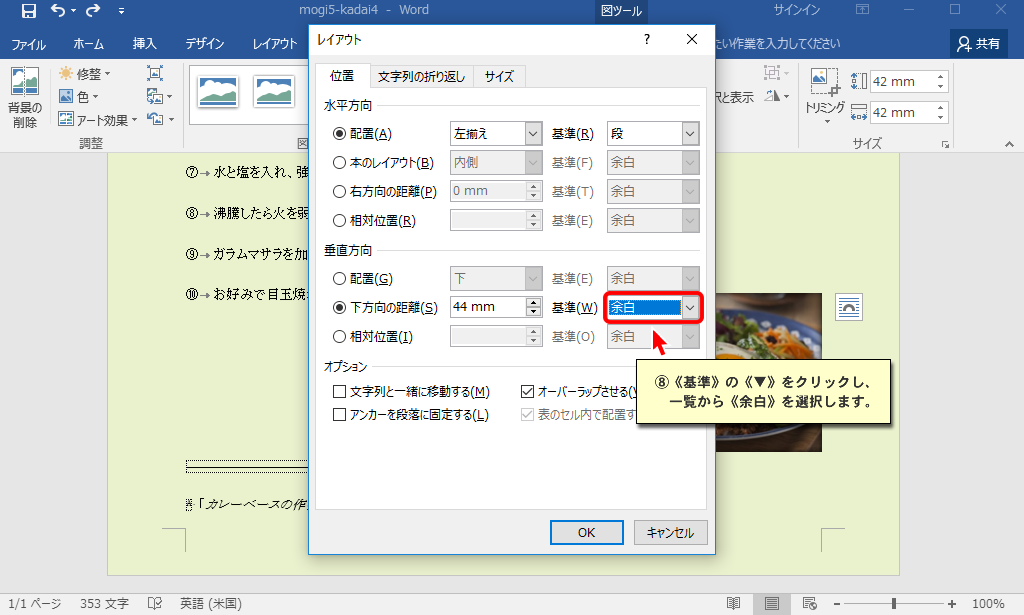 mogi5-kadai4 - Word
図ツール
サインイン
ファイル
ホーム
挿入
デザイン
レイアウト
たい作業を入力してください
共有
背景の
削除
修整
色
アート効果
調整
択と表示
トリミング
42 mm
42 mm
サイズ
⑦→水と塩を入れ、強
⑧→沸騰したら火を弱
⑨→ガラムマサラを加
⑩→お好みで目玉焼
「カレーベースの作
レイアウト
?
位置
文字列の折り返し
サイズ
水平方向
配置(A) 左揃え 基準(R) 段
本のレイアウト(B) 内側 基準(F) 余白
右方向の距離(P) 0 mm 基準(T) 余白
相対位置(R) 基準(E) 余白
垂直方向
配置(G) 下 基準(E) 余白
下方向の距離(S) 44 mm 基準(W) 余白
相対位置(I) 基準(O) 余白
オプション
文字列と一緒に移動する(M) オーバーラップさせる(V
アンカーを段落に固定する(L) 表のセル内で配置す
⑧《基準》の《▼》をクリックし、
一覧から《余白》を選択します。
OK
キャンセル
1/1 ページ
353 文字
英語 (米国)
100%